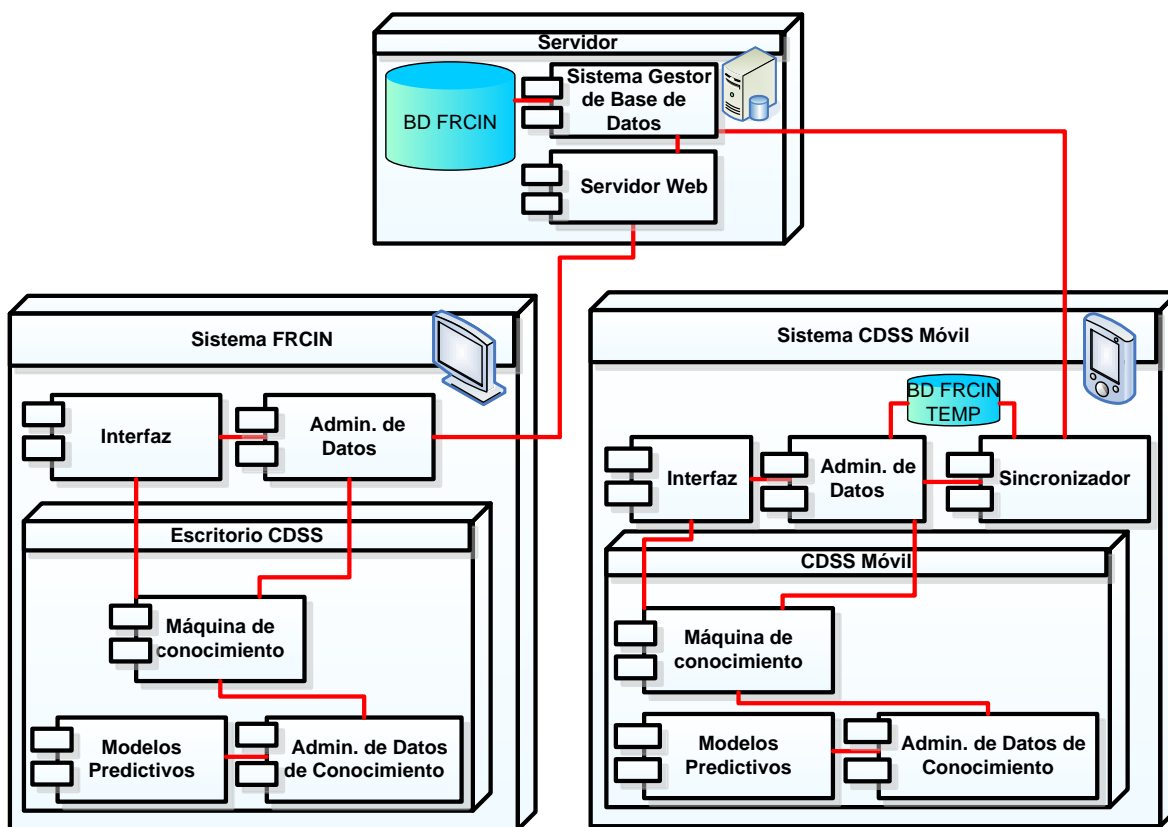 Servidor
BD FRCIN
Sistema Gestor
de Base de
Datos
Servidor Web
Sistema FRCIN
Interfaz
Admin. de
Datos
Escritorio CDSS
Máquina de
conocimiento
Modelos
Predictivos
Admin. de Datos
de Conocimiento
Sistema CDSS Móvil
BD FRCIN
TEMP
Interfaz
Admin. de
Datos
Sincronizador
CDSS Móvil
Máquina de
conocimiento
Modelos
Predictivos
Admin. de Datos de
Conocimiento